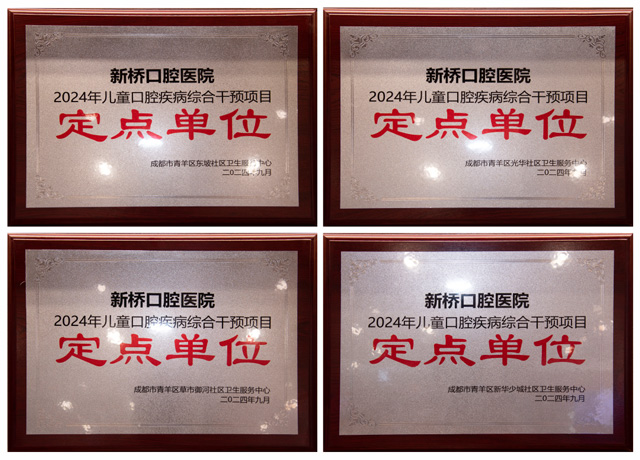 新桥口腔医院
2024年儿童口腔疾病综合干预项目
定点单位
成都市青羊区东坡社区卫生服务中心
二〇二四年九月
新桥口腔医院
2024年儿童口腔疾病综合干预项目
定点单位
成都市青羊区光华社区卫生服务中心
二〇二四年九月
新桥口腔医院
2024年儿童口腔疾病综合干预项目
定点单位
成都市青羊区草市御河社区卫生服务中心
二〇二四年九月
新桥口腔医院
2024年儿童口腔疾病综合干预项目
定点单位
成都市青羊区新华少城社区卫生服务中心
二〇二四年九月